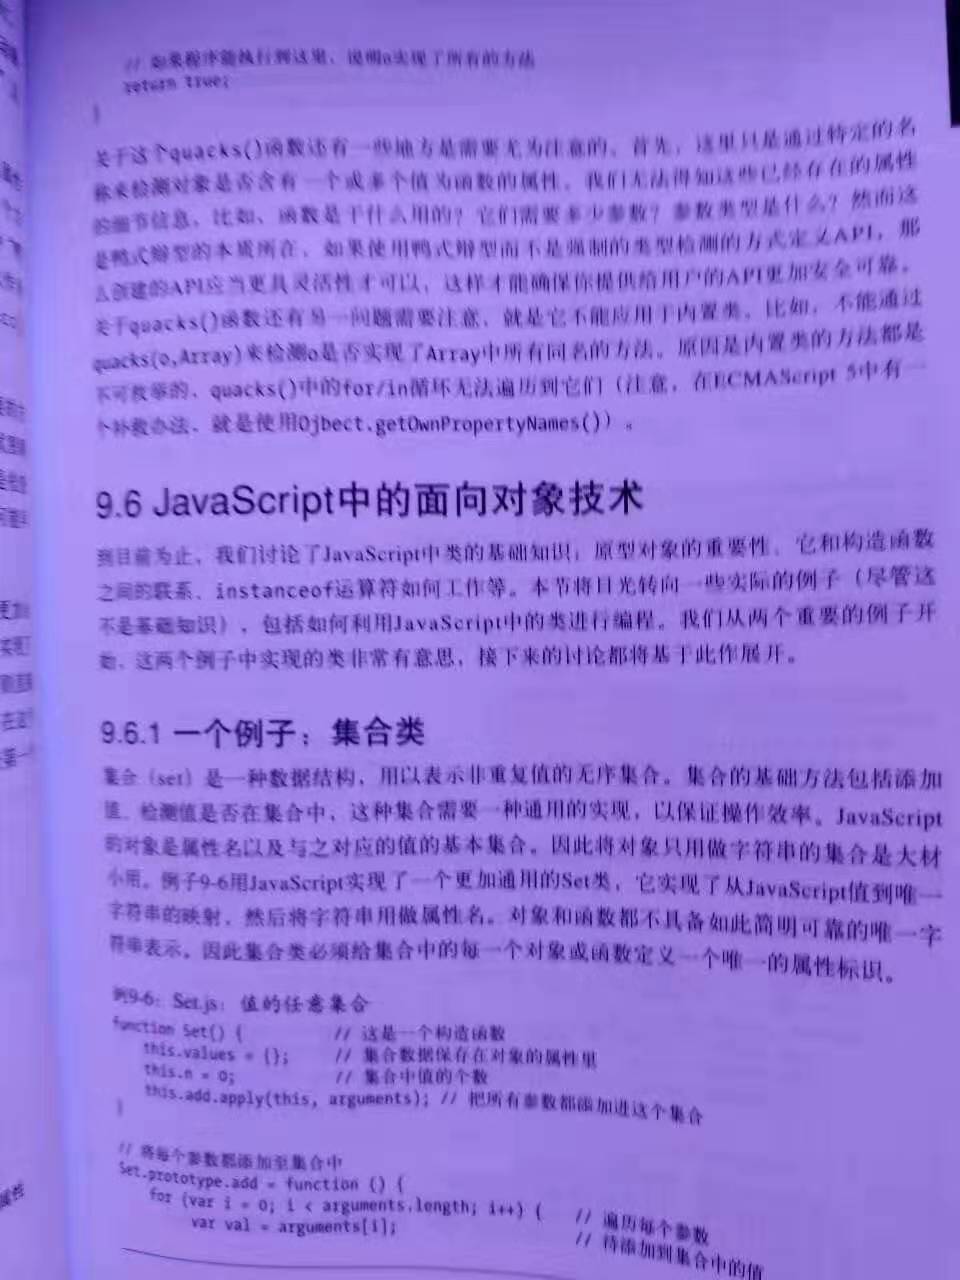 // 如果程序能执行到这里，说明o实现了所有的方法
return true;
}
关于这个quacks()函数还有一些地方是需要尤为注意的。首先，这里只是通过特定的名
称来检测对象是否含有一个或多个值为函数的属性。我们无法得知这些已经存在的属性
的细节信息，比如，函数是干什么用的？它们需要多少参数？参数类型是什么？然而这
是鸭式辩型的本质所在，如果使用鸭式辩型而不是强制的类型检测的方式定义API，那
么创建的API应当更具灵活性才可以，这样才能确保你提供给用户的API更加安全可靠。
关于quacks()函数还有另一问题需要注意，就是它不能应用于内置类。比如，不能通过
quacks(o,Array)来检测o是否实现了Array中所有同名的方法。原因是内置类的方法都是
不可枚举的，quacks()中的for/in循环无法遍历到它们（注意，在ECMAScript 5中有一
个补救办法，就是使用Ojbect.getOwnPropertyNames()）。
9.6 JavaScript中的面向对象技术
到目前为止，我们讨论了JavaScript中类的基础知识：原型对象的重要性、它和构造函数
之间的联系、instanceof运算符如何工作等。本节将目光转向一些实际的例子（尽管这
不是基础知识），包括如何利用JavaScript中的类进行编程。我们从两个重要的例子开
始，这两个例子中实现的类非常有意思，接下来的讨论都将基于此作展开。
9.6.1 一个例子：集合类
集合（set）是一种数据结构，用以表示非重复值的无序集合。集合的基础方法包括添加
值、检测值是否在集合中，这种集合需要一种通用的实现，以保证操作效率。JavaScript
的对象是属性名以及与之对应的值的基本集合。因此将对象只用做字符串的集合是大材
小用。例子9-6用JavaScript实现了一个更加通用的Set类，它实现了从JavaScript值到唯一
字符串的映射，然后将字符串用做属性名。对象和函数都不具备如此简明可靠的唯一字
符串表示。因此集合类必须给集合中的每一个对象或函数定义一个唯一的属性标识。
例9-6：Set.js：值的任意集合
function Set() { // 这是一个构造函数
this.values = {}; // 集合数据保存在对象的属性里
this.n = 0; // 集合中值的个数
this.add.apply(this, arguments); // 把所有参数都添加进这个集合
}
// 将每个参数都添加至集合中
Set.prototype.add = function () {
for (var i = 0; i < arguments.length; i++) { // 遍历每个参数
var val = arguments[i]; // 待添加到集合中的值